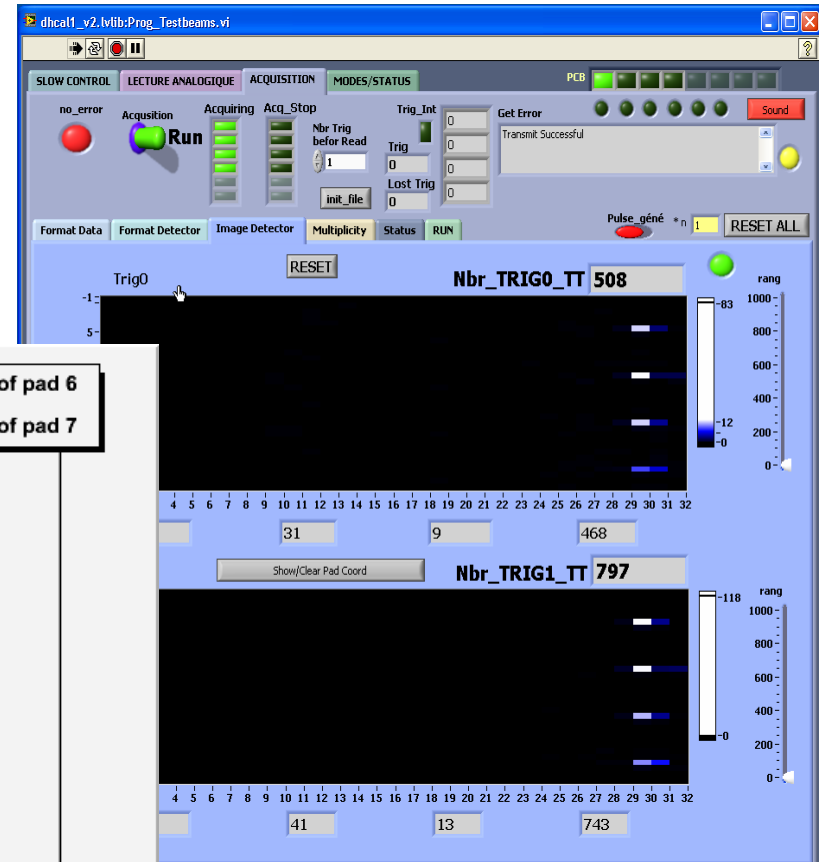 dhcal1_v2.lvlib:Prog_Testbeams.vi
?
SLOW CONTROL LECTURE ANALOGIQUE ACQUISITION MODES/STATUS PCB
no_error Acqusition Run Acquiring Acq_Stop
Nbr Trig
befor Read
1
init_file
Trig_Int
Trig
0
Lost Trig
0
0
0
0
0
Get Error Sound
Transmit Successful
Pulse_géné * n 1 RESET ALL
Format Data Format Detector Image Detector Multiplicity Status RUN
RESET
Trig0 Nbr_TRIG0_TT 508
-1
5
83
12
0
rang
1000
800
600
400
200
0
of pad 6
of pad 7
4 5 6 7 8 9 10 11 12 13 14 15 16 17 18 19 20 21 22 23 24 25 26 27 28 29 30 31 32
31 9 468
Show/Clear Pad Coord Nbr_TRIG1_TT 797
118
0
rang
1000
800
600
400
200
0
4 5 6 7 8 9 10 11 12 13 14 15 16 17 18 19 20 21 22 23 24 25 26 27 28 29 30 31 32
41 13 743